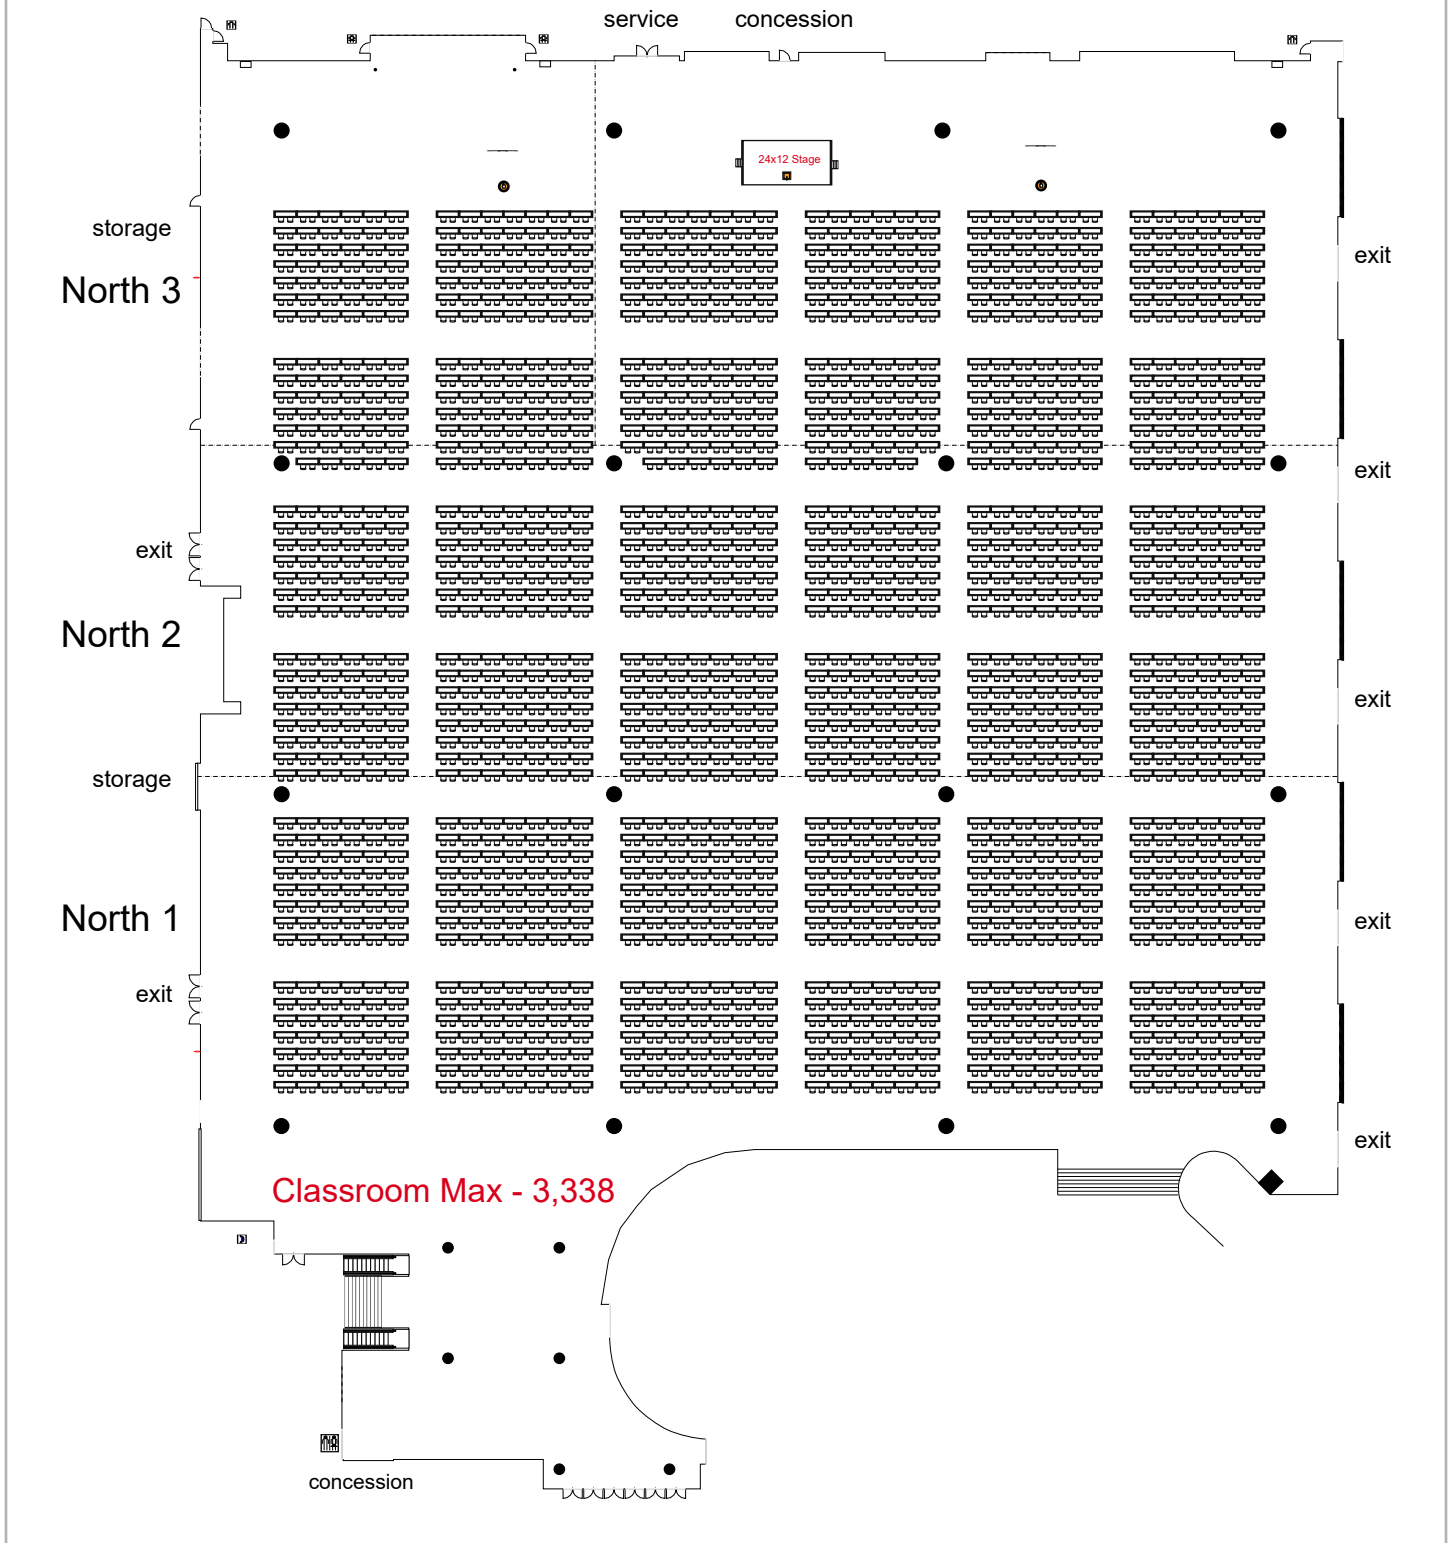 service concession
24x12 Stage
storage
exit
North 3
exit
exit
North 2
exit
storage
North 1
exit
exit
exit
Classroom Max - 3,338
concession